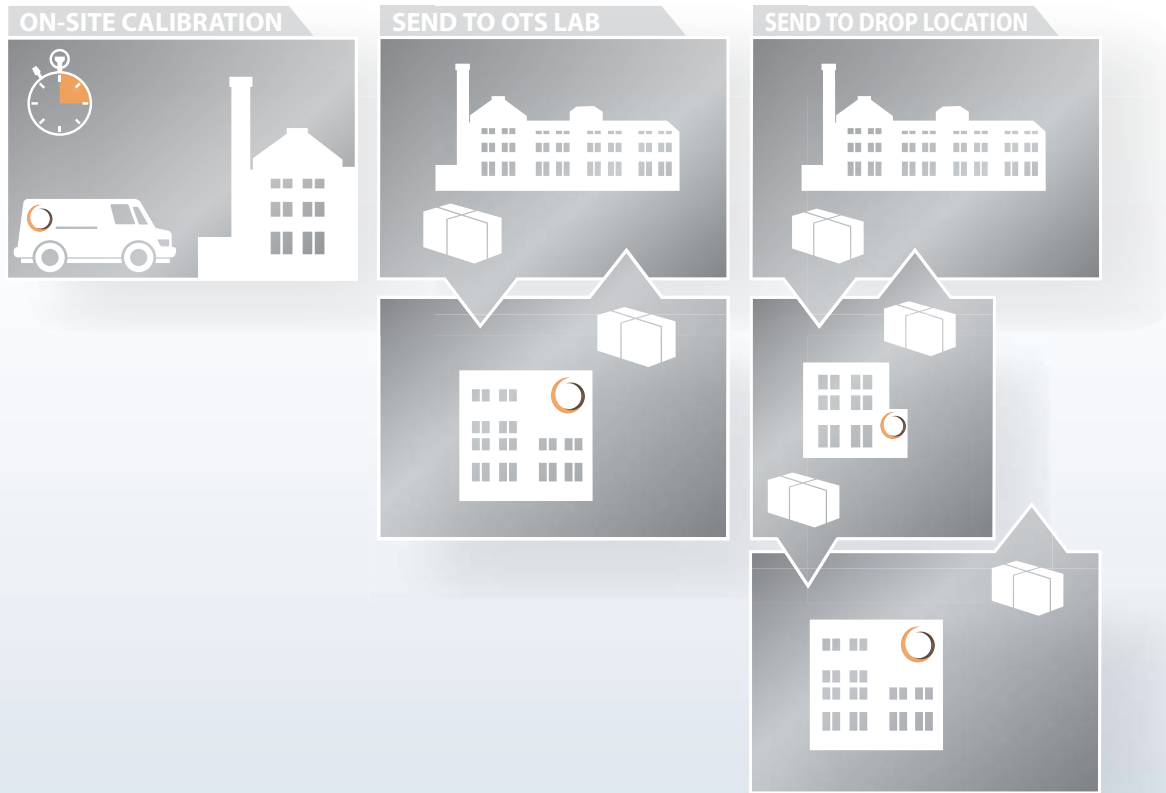 ON-SITE CALIBRATION
SEND TO OTS LAB
SEND TO DROP LOCATION